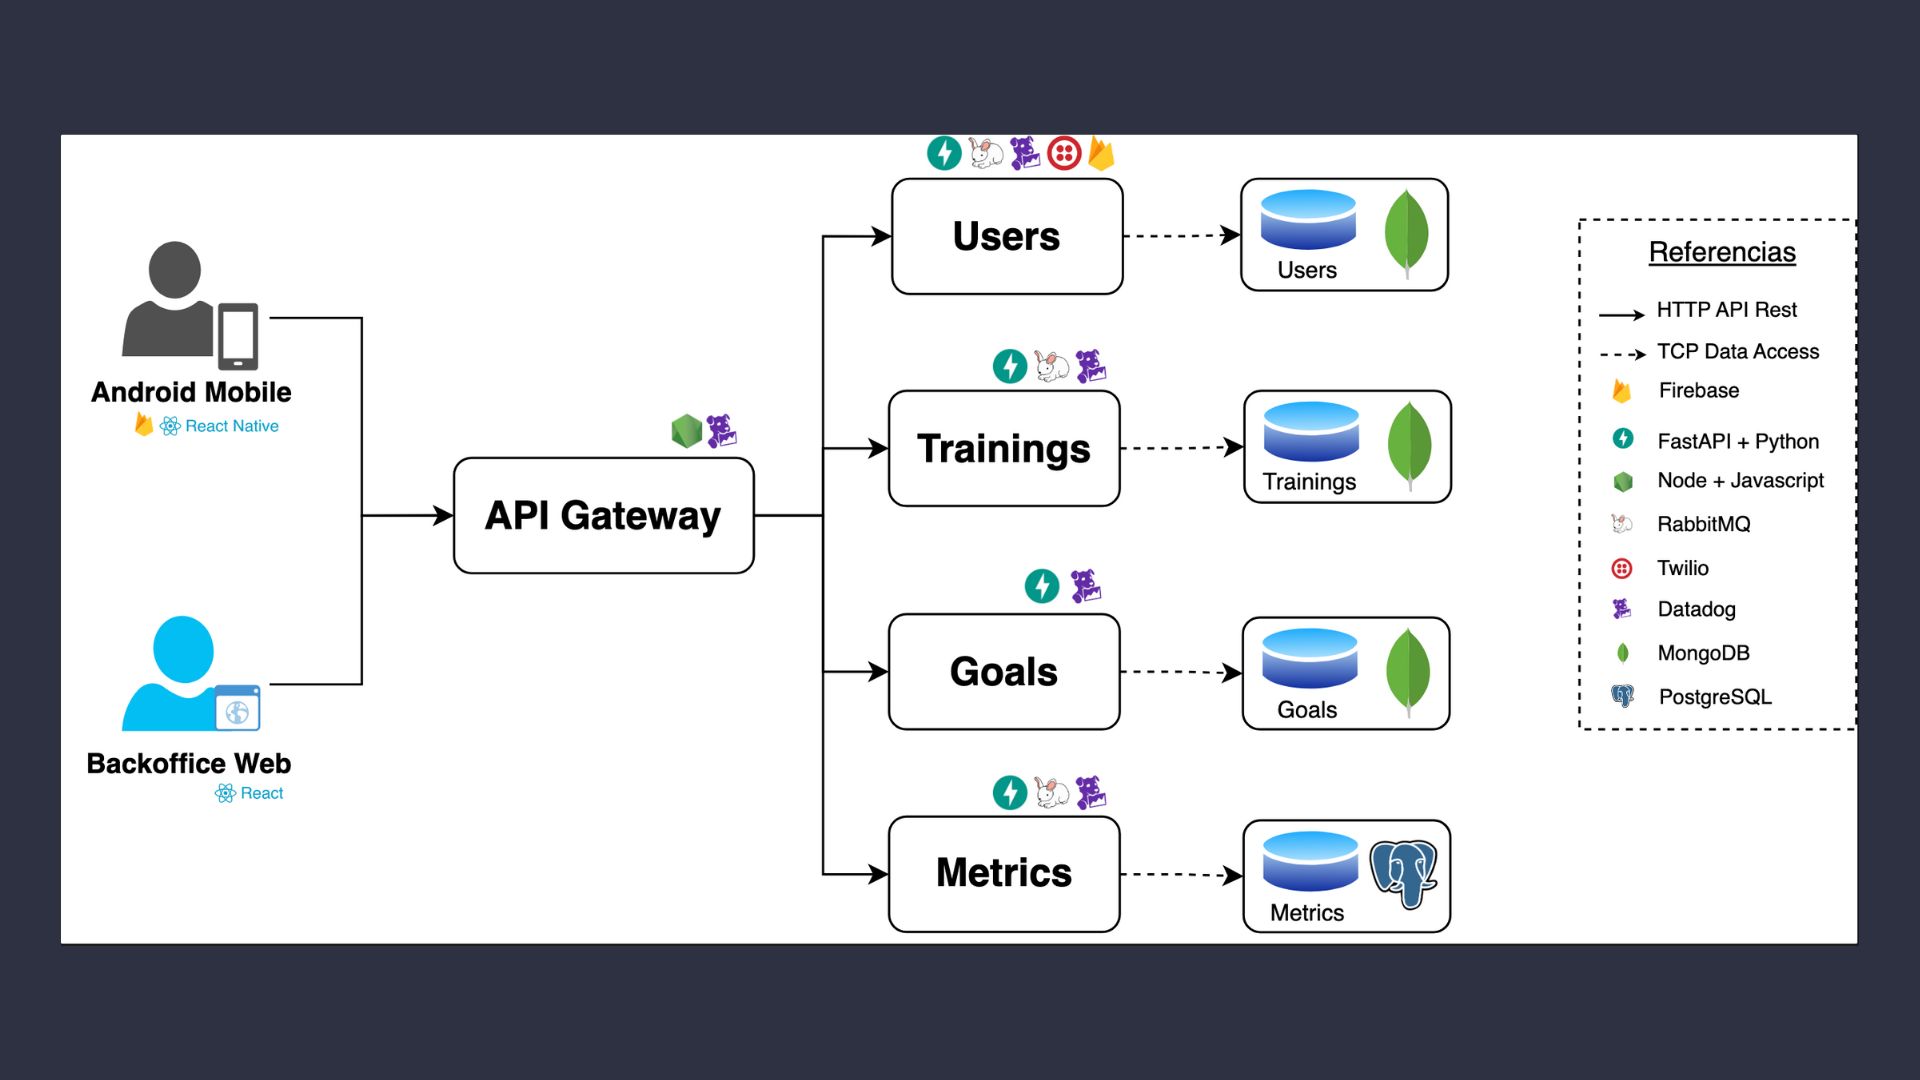 Android Mobile
React Native
Backoffice Web
React
API Gateway
Users
Users
Trainings
Trainings
Goals
Goals
Metrics
Metrics
Referencias
HTTP API Rest
TCP Data Access
Firebase
FastAPI + Python
Node + Javascript
RabbitMQ
Twilio
Datadog
MongoDB
PostgreSQL